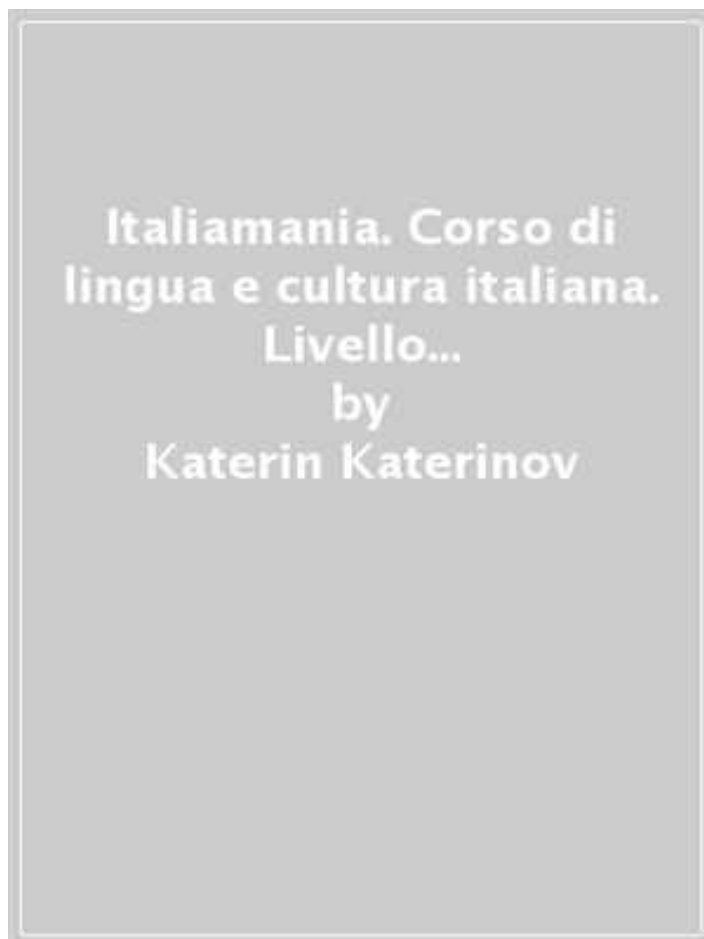 Italiamania. Corso di
lingua e cultura italiana.
Livello...
by
Katerin Katerinov